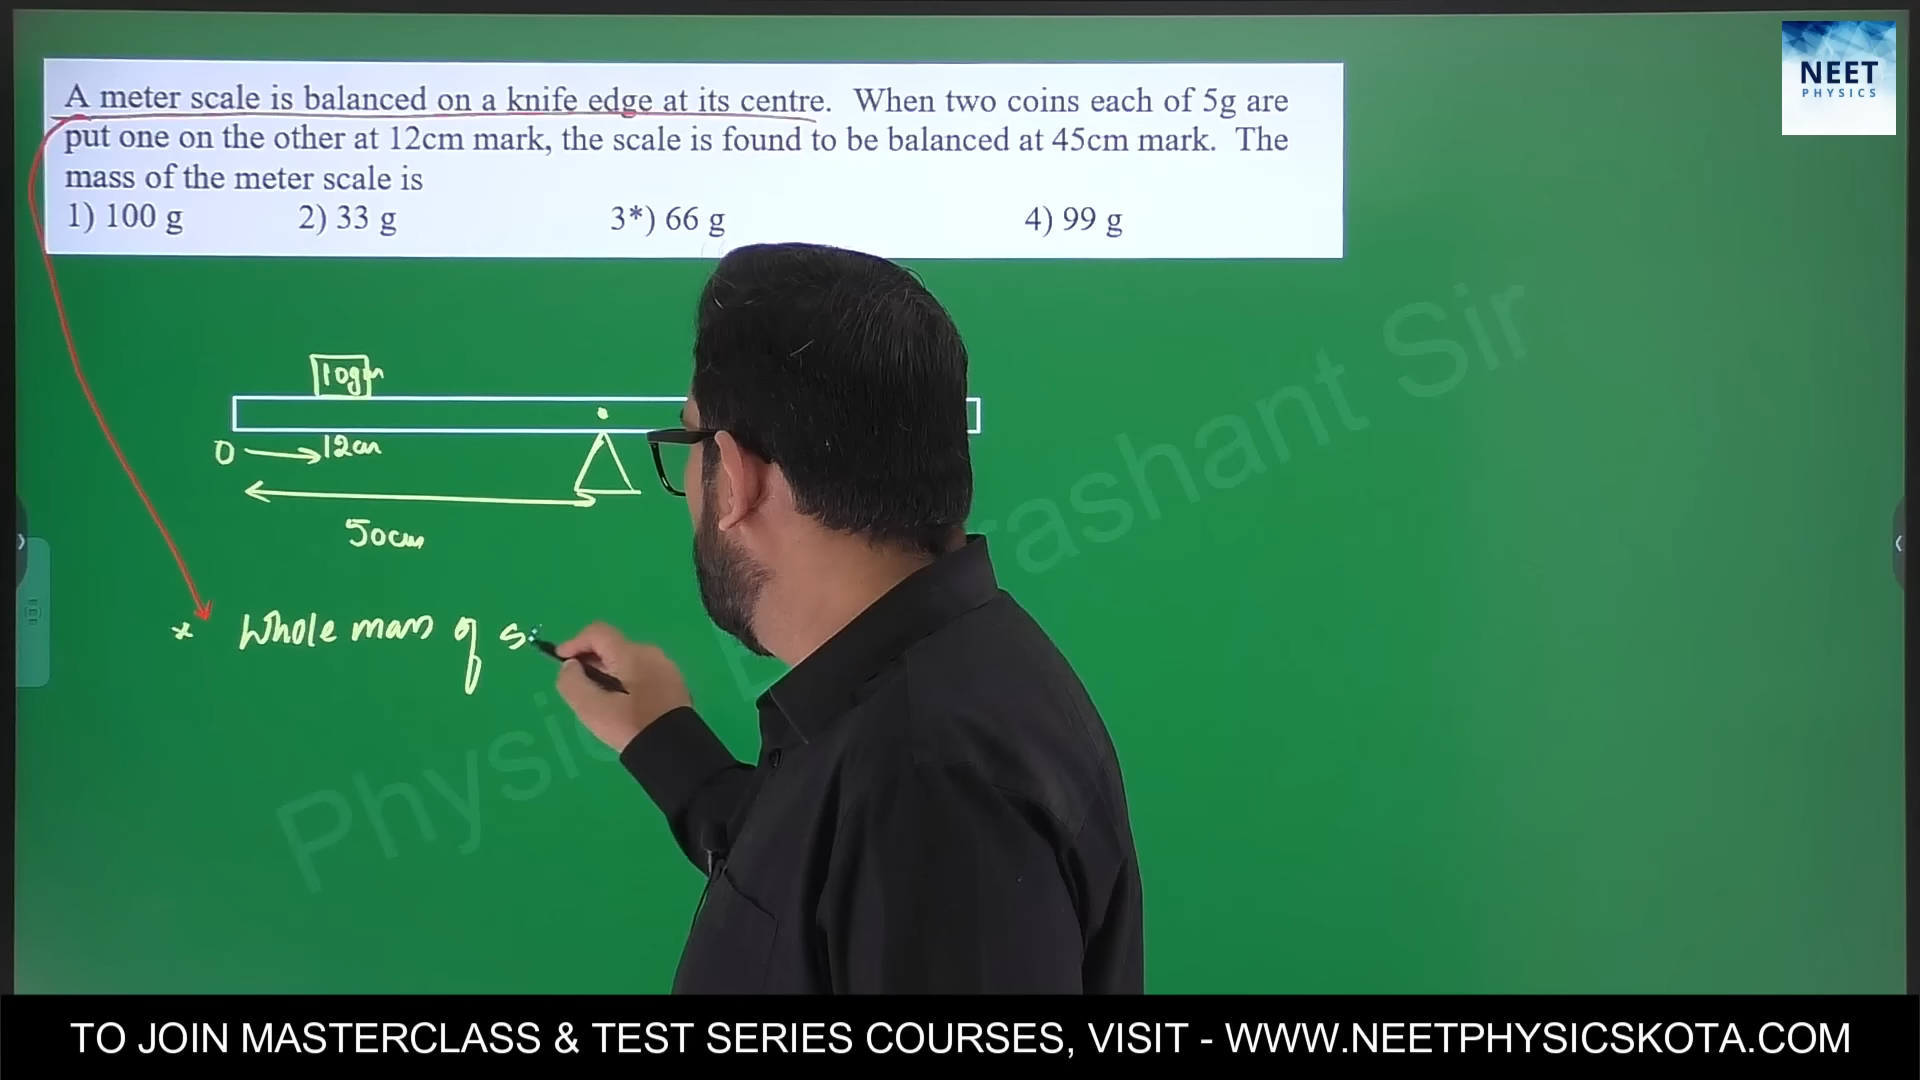 NEET
PHYSICS
A meter scale is balanced on a knife edge at its centre. When two coins each of 5g are
put one on the other at 12cm mark, the scale is found to be balanced at 45cm mark. The
mass of the meter scale is
1) 100 g 2) 33 g 3*) 66 g 4) 99 g
10gm
0 12cm
50cm
* Whole mass of
Physics rashant Sir
TO JOIN MASTERCLASS & TEST SERIES COURSES, VISIT - WWW.NEETPHYSICSKOTA.COM